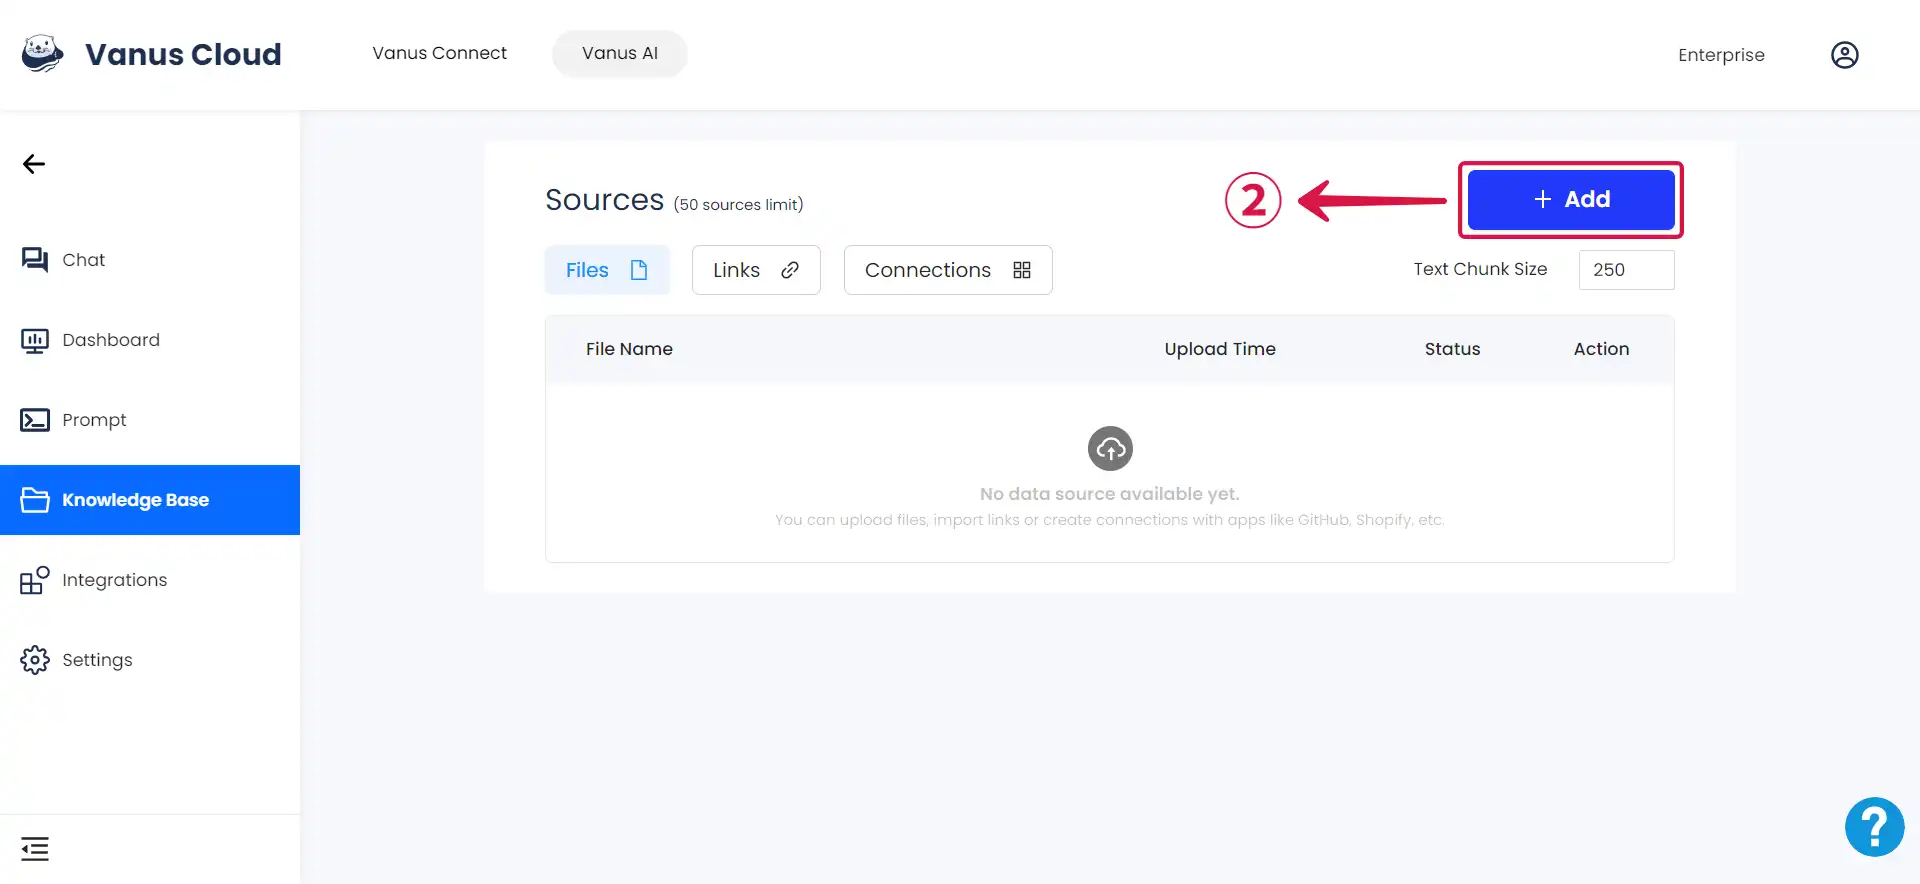 Vanus Cloud
Vanus Connect
Vanus AI
Enterprise
Chat
Dashboard
Prompt
Knowledge Base
Integrations
Settings
Sources (50 sources limit)
2
+ Add
Files
Links
Connections
Text Chunk Size
250
File Name
Upload Time
Status
Action
No data source available yet.
You can upload files, import links or create connections with apps like GitHub, Shopify, etc.
?